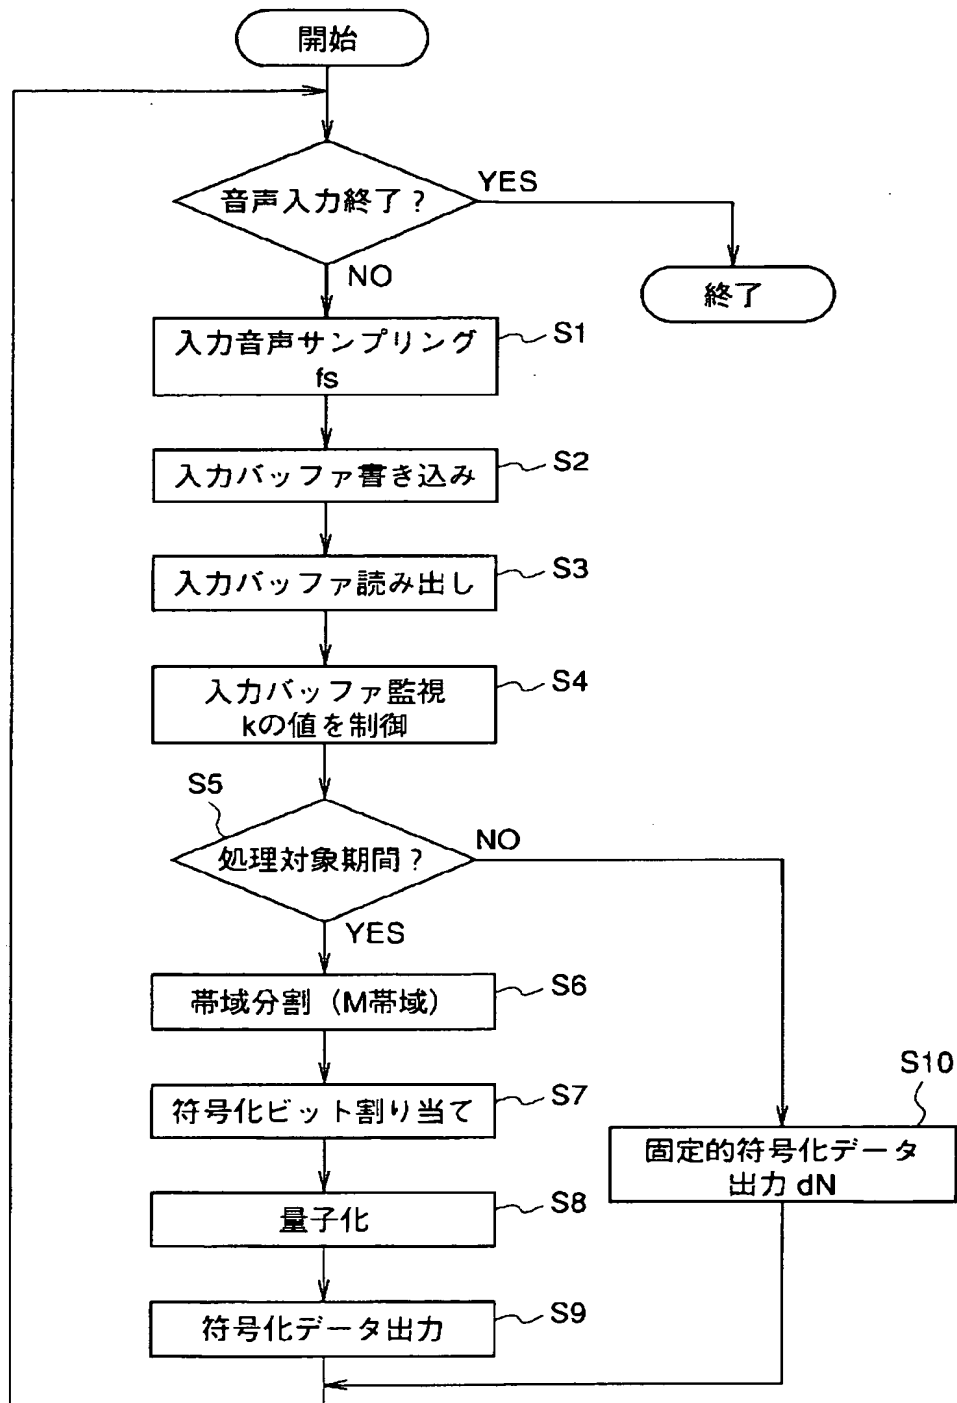 開始
音声入力終了?
YES
NO
終了
入力音声サンプリング
fs
S1
入力バッファ書き込み
S2
入力バッファ読み出し
S3
入力バッファ監視
kの値を制御
S4
S5
処理対象期間?
NO
YES
帯域分割（M帯域）
S6
符号化ビット割り当て
S7
S10
固定的符号化データ
出力 dN
量子化
S8
符号化データ出力
S9